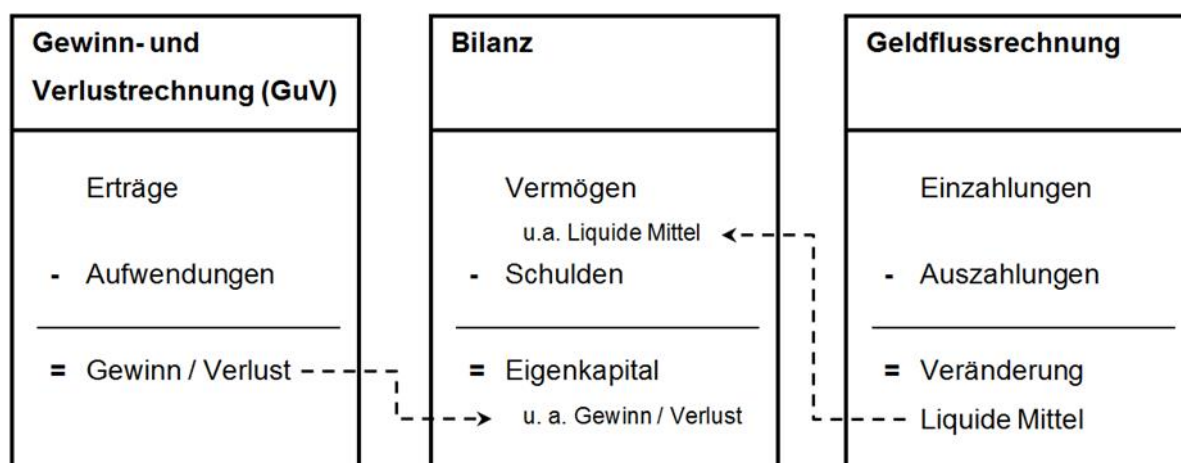 Gewinn- und
Verlustrechnung (GuV)
Erträge
- Aufwendungen
= Gewinn / Verlust
Bilanz
Vermögen
u.a. Liquide Mittel
- Schulden
= Eigenkapital
u. a. Gewinn / Verlust
Geldflussrechnung
Einzahlungen
- Auszahlungen
= Veränderung
Liquide Mittel